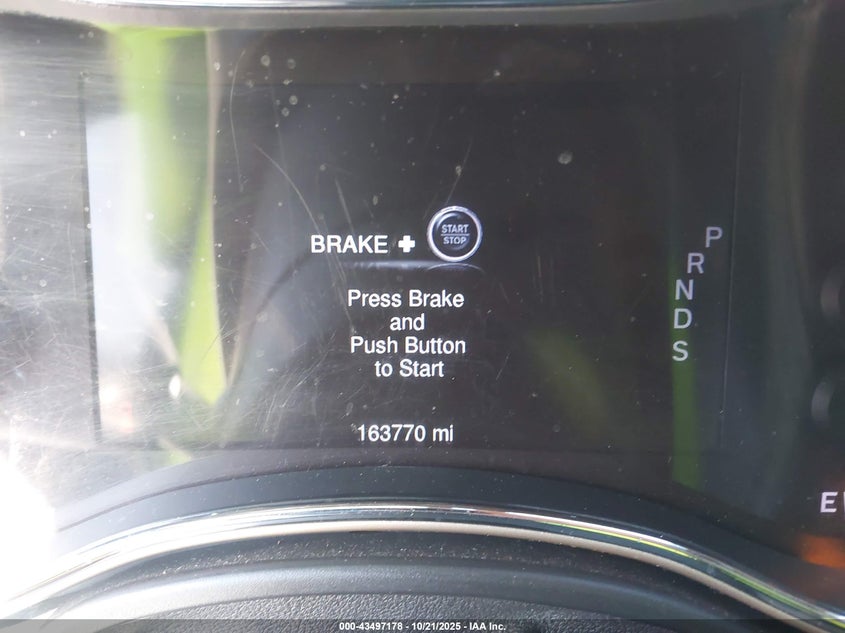 BRAKE + START STOP
Press Brake
and
Push Button
to Start
163770 mi
P
R
N
D
S
E
000-43497178 - 10/21/2025 - IAA Inc.